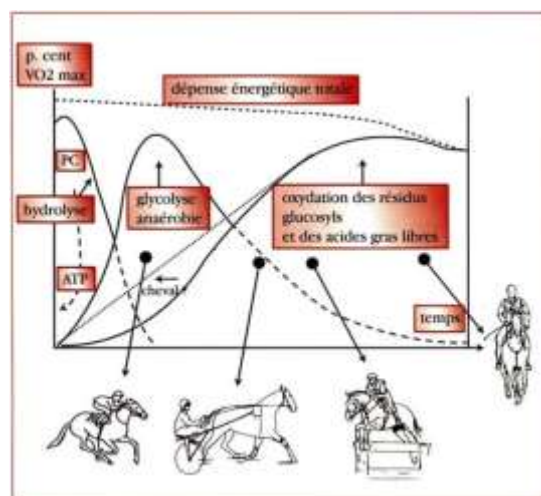 p. cent
VO2 max
dépense énergétique totale
PC
hydrolyse
glycolyse
anaérobie
oxydation des résidus
glucosyls
et des acides gras libres
ATP
cheval
temps